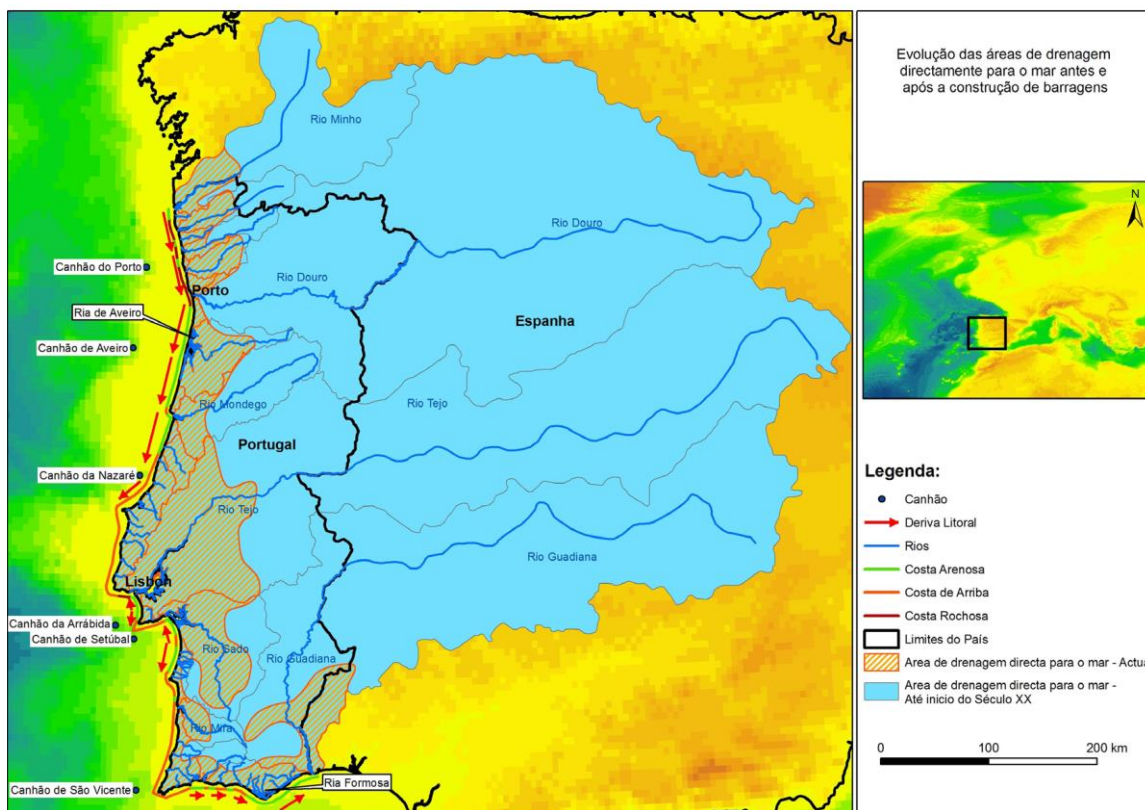 Rio Minho
Rio Douro
Canhão do Porto
Rio Douro
Porto
Ria de Aveiro
Espanha
Canhão de Aveiro
Rio Mondego
Rio Tejo
Portugal
Canhão da Nazaré
Rio Tejo
Rio Guadiana
Lisbon
Canhão da Arrábida
Canhão de Setúbal
Rio Sado
Rio Guadiana
Rio Mira
Ria Formosa
Canhão de São Vicente
Evolução das áreas de drenagem
directamente para o mar antes e
após a construção de barragens
N
Legenda:
Canhão
Deriva Litoral
Rios
Costa Arenosa
Costa de Arriba
Costa Rochosa
Limites do País
Area de drenagem directa para o mar - Actua
Area de drenagem directa para o mar -
Até inicio do Século XX
0 100 200 km